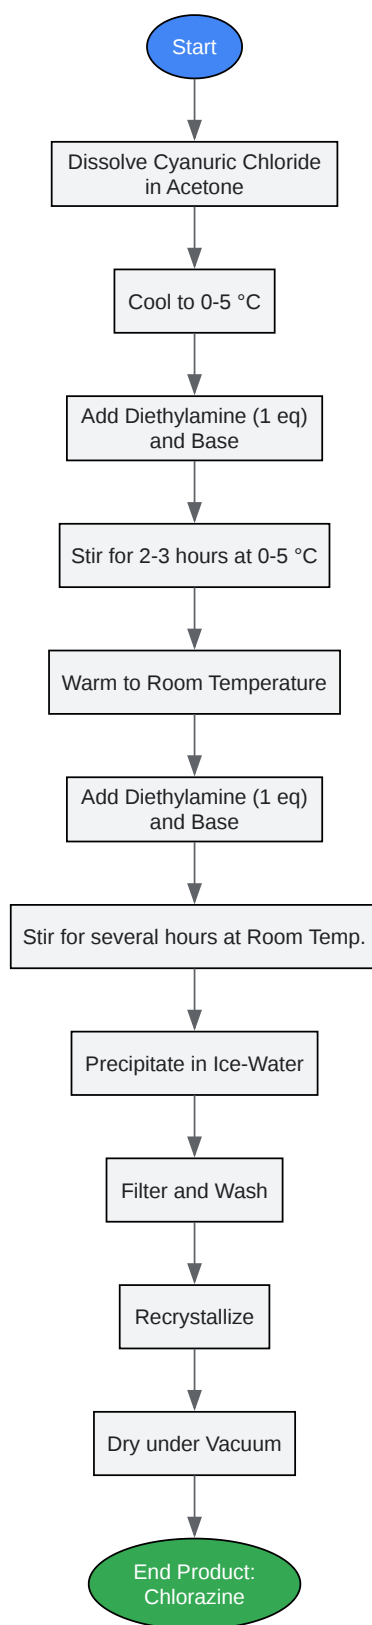 Start
Dissolve Cyanuric Chloride
in Acetone
Cool to 0-5 °C
Add Diethylamine (1 eq)
and Base
Stir for 2-3 hours at 0-5 °C
Warm to Room Temperature
Add Diethylamine (1 eq)
and Base
Stir for several hours at Room Temp.
Precipitate in Ice-Water
Filter and Wash
Recrystallize
Dry under Vacuum
End Product:
Chlorazine